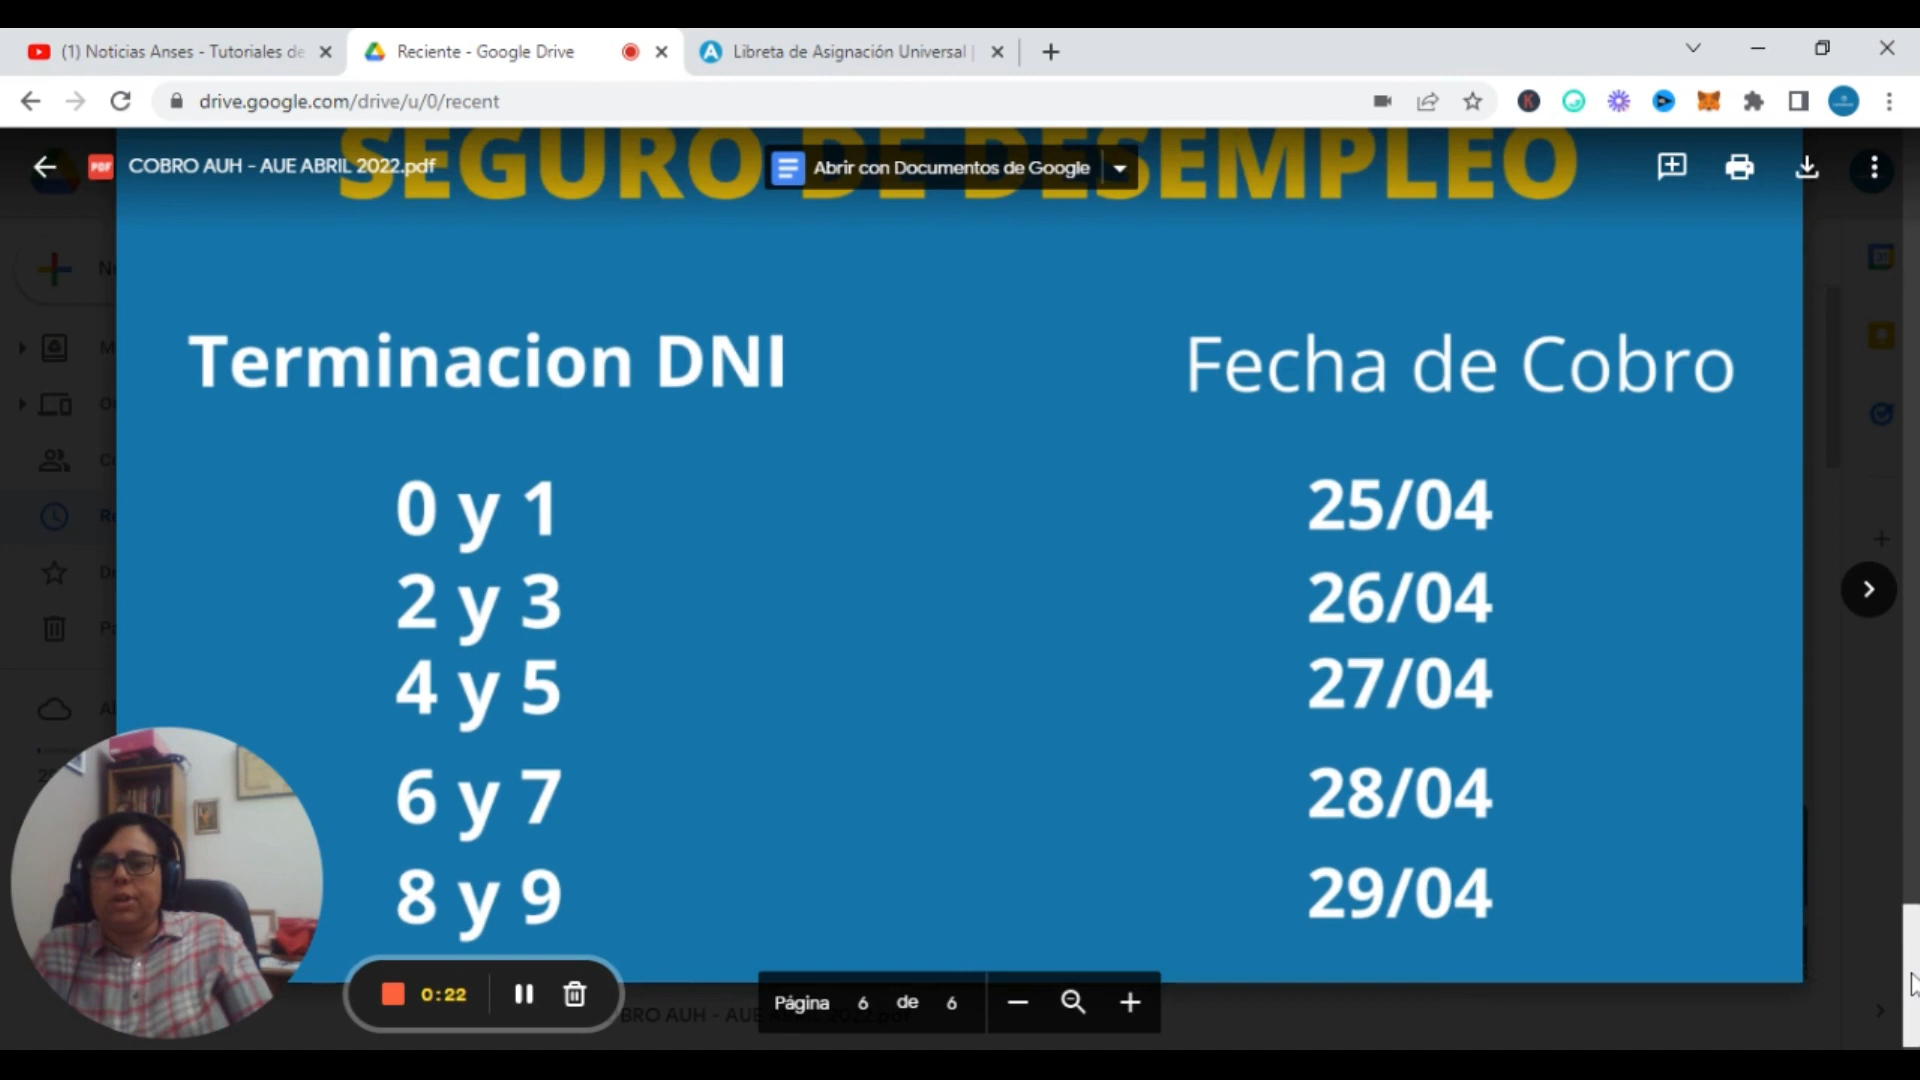 (1) Noticias Anses - Tutoriales de
Reciente - Google Drive
Libreta de Asignación Universal |
drive.google.com/drive/u/0/recent
SEGURO DE DESEMPLEO
PDF
COBRO AUH - AUE ABRIL 2022.pdf
Abrir con Documentos de Google
Terminacion DNI
Fecha de Cobro
0 y 1
25/04
2 y 3
26/04
4 y 5
27/04
6 y 7
28/04
8 y 9
29/04
0:22
Página 6 de 6